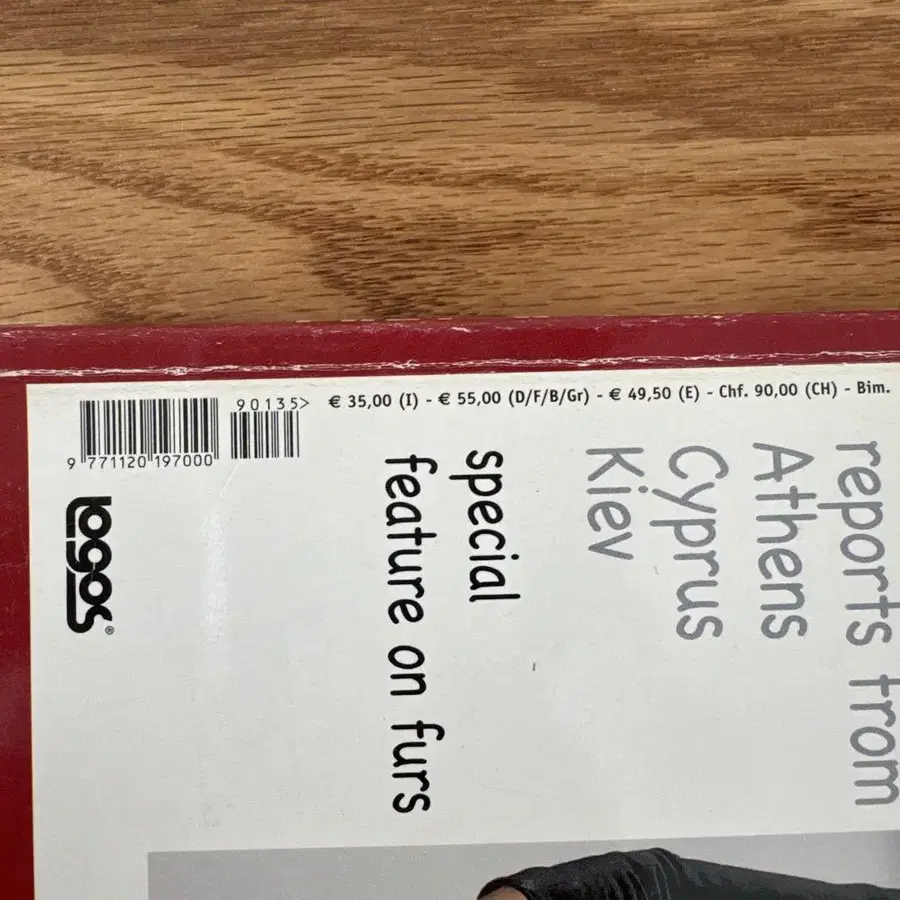 90135>
9 771120 197000
€ 35,00 (I) - € 55,00 (D/F/B/Gr) - € 49,50 (E) - Chf. 90,00 (CH) - Bim.
logos®
reports from
Athens
Cyprus
Kiev
special
feature on furs